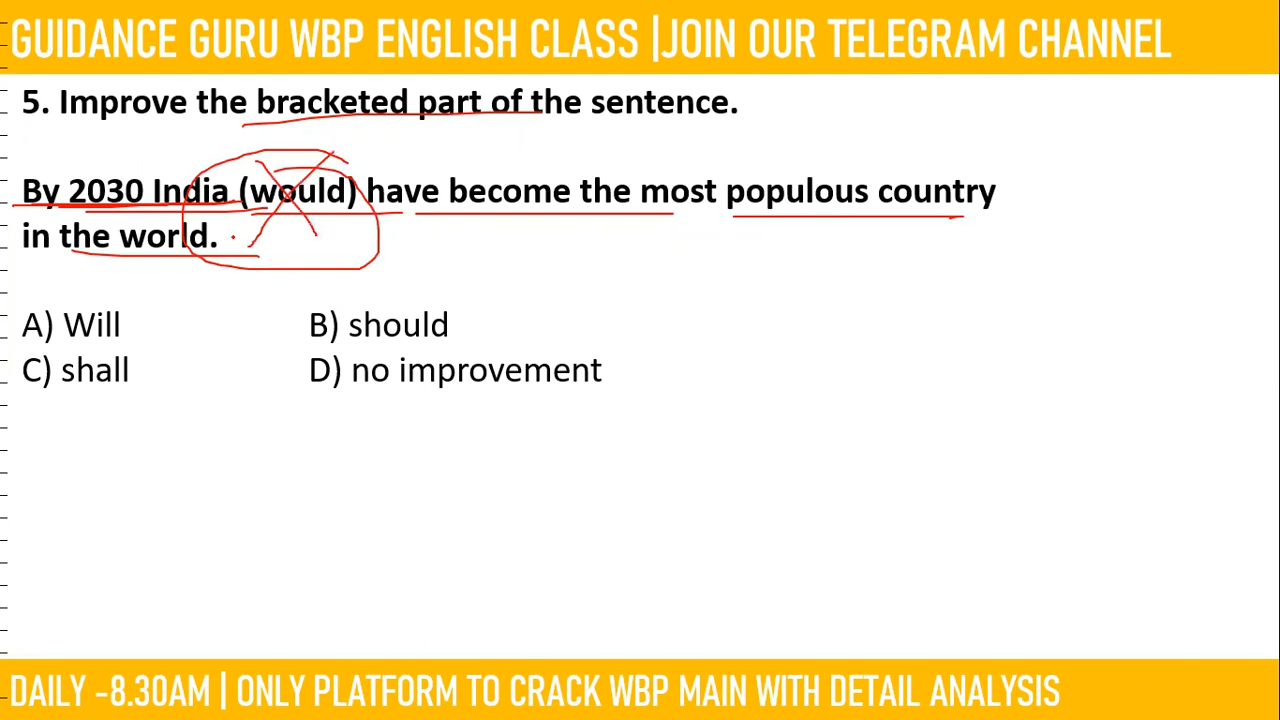 GUIDANCE GURU WBP ENGLISH CLASS |JOIN OUR TELEGRAM CHANNEL
5. Improve the bracketed part of the sentence.
By 2030 India (would) have become the most populous country
in the world.
A) Will B) should
C) shall D) no improvement
DAILY -8.30AM | ONLY PLATFORM TO CRACK WBP MAIN WITH DETAIL ANALYSIS